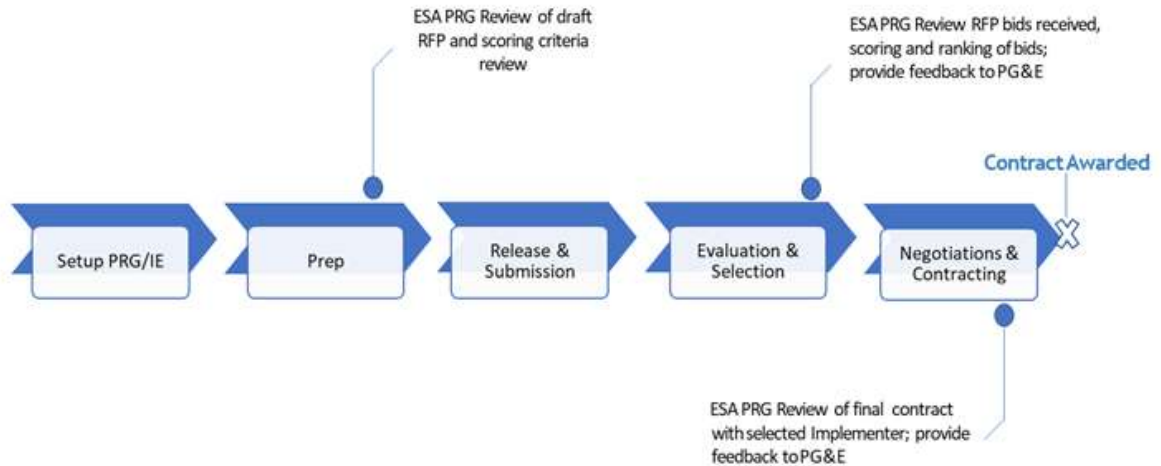 ESA PRG Review of draft
RFP and scoring criteria
review
ESA PRG Review RFP bids received,
scoring and ranking of bids;
provide feedback to PG&E
Contract Awarded
Setup PRG/IE
Prep
Release &
Submission
Evaluation &
Selection
Negotiations &
Contracting
ESA PRG Review of final contract
with selected Implementer; provide
feedback to PG&E